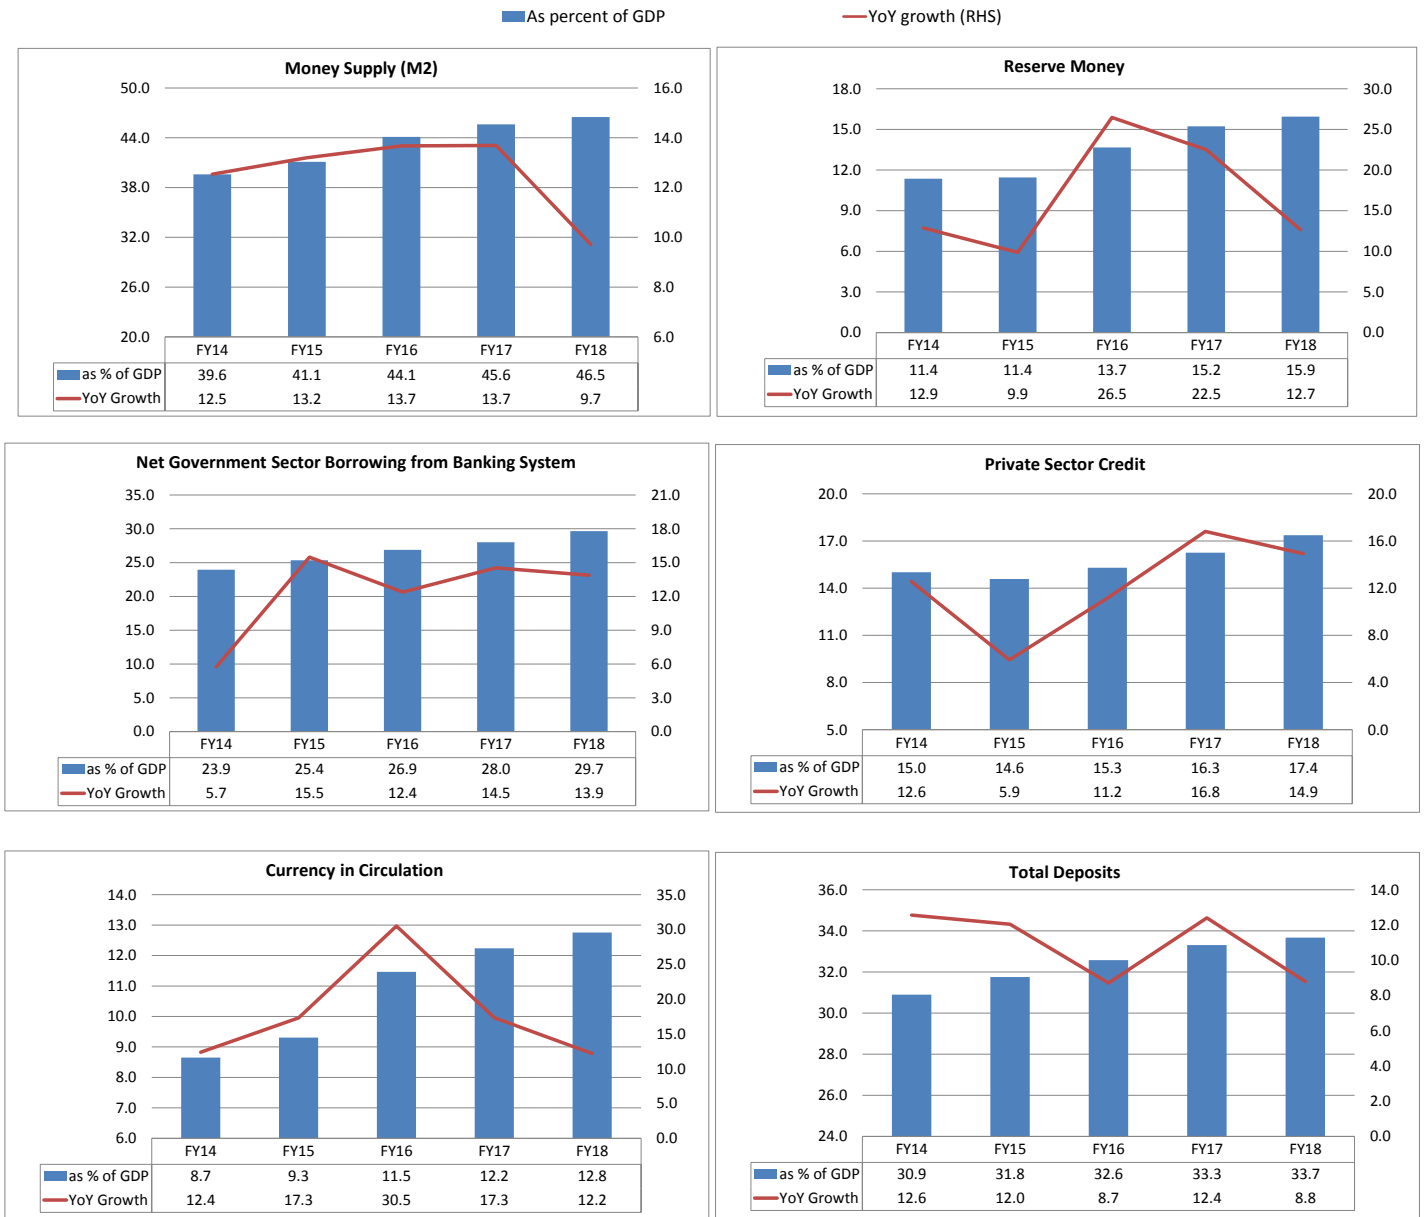 As percent of GDP YoY growth (RHS)
Money Supply (M2)
50.0 16.0
44.0 14.0
38.0 12.0
32.0 10.0
26.0 8.0
20.0 6.0
FY14 FY15 FY16 FY17 FY18
as % of GDP 39.6 41.1 44.1 45.6 46.5
YoY Growth 12.5 13.2 13.7 13.7 9.7
Reserve Money
18.0 30.0
15.0 25.0
12.0 20.0
9.0 15.0
6.0 10.0
3.0 5.0
0.0 0.0
FY14 FY15 FY16 FY17 FY18
as % of GDP 11.4 11.4 13.7 15.2 15.9
YoY Growth 12.9 9.9 26.5 22.5 12.7
Net Government Sector Borrowing from Banking System
35.0 21.0
30.0 18.0
25.0 15.0
20.0 12.0
15.0 9.0
10.0 6.0
5.0 3.0
0.0 0.0
FY14 FY15 FY16 FY17 FY18
as % of GDP 23.9 25.4 26.9 28.0 29.7
YoY Growth 5.7 15.5 12.4 14.5 13.9
Private Sector Credit
20.0 20.0
17.0 16.0
14.0 12.0
11.0 8.0
8.0 4.0
5.0 0.0
FY14 FY15 FY16 FY17 FY18
as % of GDP 15.0 14.6 15.3 16.3 17.4
YoY Growth 12.6 5.9 11.2 16.8 14.9
Currency in Circulation
14.0 35.0
13.0 30.0
12.0 25.0
11.0 20.0
10.0 15.0
9.0 10.0
8.0 5.0
7.0 0.0
6.0
FY14 FY15 FY16 FY17 FY18
as % of GDP 8.7 9.3 11.5 12.2 12.8
YoY Growth 12.4 17.3 30.5 17.3 12.2
Total Deposits
36.0 14.0
34.0 12.0
32.0 10.0
30.0 8.0
28.0 6.0
26.0 4.0
24.0 2.0
0.0
FY14 FY15 FY16 FY17 FY18
as % of GDP 30.9 31.8 32.6 33.3 33.7
YoY Growth 12.6 12.0 8.7 12.4 8.8